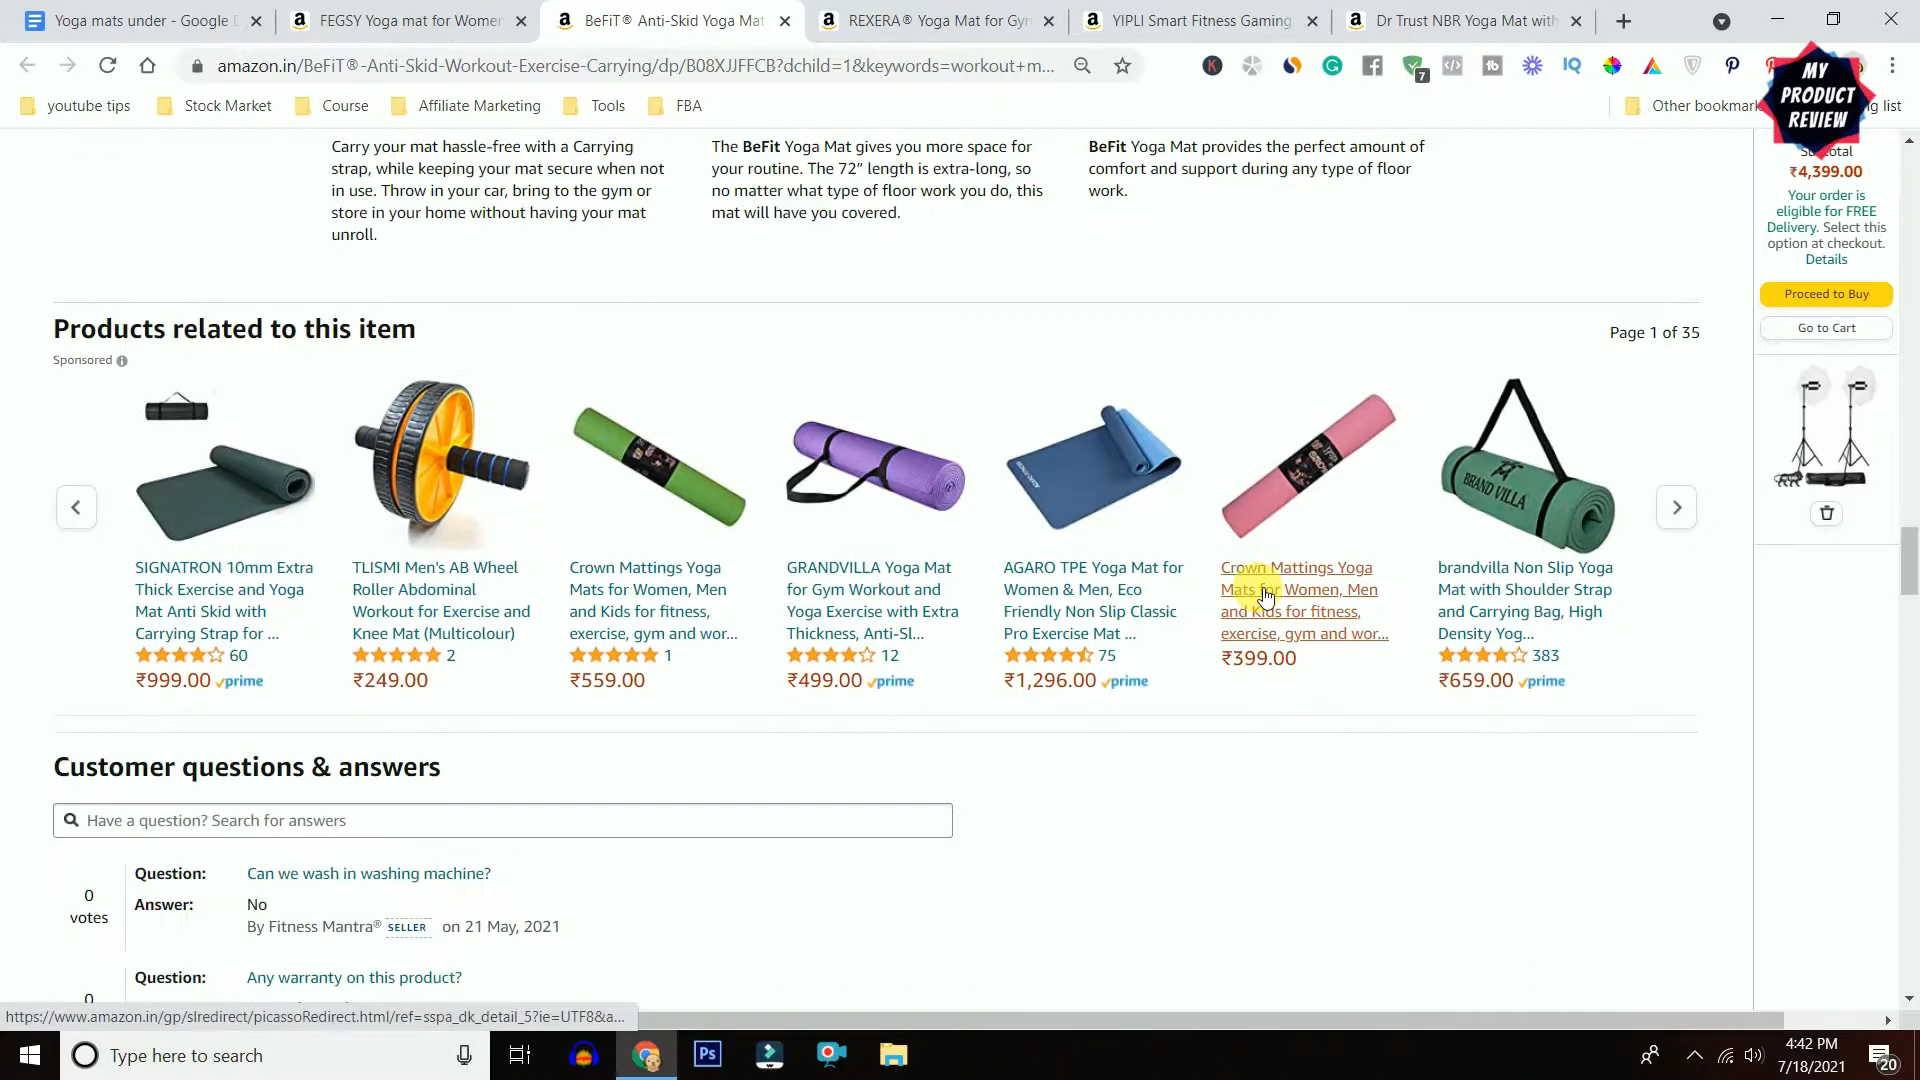 Yoga mats under - Google D
FEGSY Yoga mat for Women
BeFiT® Anti-Skid Yoga Mat
REXERA® Yoga Mat for Gym
YIPLI Smart Fitness Gaming
Dr Trust NBR Yoga Mat with
amazon.in/BeFiT®-Anti-Skid-Workout-Exercise-Carrying/dp/B08XJJFFCB?dchild=1&keywords=workout+m...
youtube tips
Stock Market
Course
Affiliate Marketing
Tools
FBA
Other bookmark
ng list
MY
PRODUCT
REVIEW
Carry your mat hassle-free with a Carrying
strap, while keeping your mat secure when not
in use. Throw in your car, bring to the gym or
store in your home without having your mat
unroll.
The BeFit Yoga Mat gives you more space for
your routine. The 72” length is extra-long, so
no matter what type of floor work you do, this
mat will have you covered.
BeFit Yoga Mat provides the perfect amount of
comfort and support during any type of floor
work.
Subtotal
₹4,399.00
Your order is
eligible for FREE
Delivery. Select this
option at checkout.
Details
Proceed to Buy
Go to Cart
Products related to this item
Page 1 of 35
Sponsored
BRAND VILLA
SIGNATRON 10mm Extra
Thick Exercise and Yoga
Mat Anti Skid with
Carrying Strap for ...
60
₹999.00 prime
TLISMI Men's AB Wheel
Roller Abdominal
Workout for Exercise and
Knee Mat (Multicolour)
2
₹249.00
Crown Mattings Yoga
Mats for Women, Men
and Kids for fitness,
exercise, gym and wor...
1
₹559.00
GRANDVILLA Yoga Mat
for Gym Workout and
Yoga Exercise with Extra
Thickness, Anti-Sl...
12
₹499.00 prime
AGARO TPE Yoga Mat for
Women & Men, Eco
Friendly Non Slip Classic
Pro Exercise Mat ...
75
₹1,296.00 prime
Crown Mattings Yoga
Mats for Women, Men
and Kids for fitness,
exercise, gym and wor...
₹399.00
brandvilla Non Slip Yoga
Mat with Shoulder Strap
and Carrying Bag, High
Density Yog...
383
₹659.00 prime
Customer questions & answers
Have a question? Search for answers
0
votes
Question: Can we wash in washing machine?
Answer: No
By Fitness Mantra® SELLER on 21 May, 2021
0
Question: Any warranty on this product?
https://www.amazon.in/gp/slredirect/picassoRedirect.html/ref=sspa_dk_detail_5?ie=UTF8&a...
Type here to search
4:42 PM
7/18/2021
20